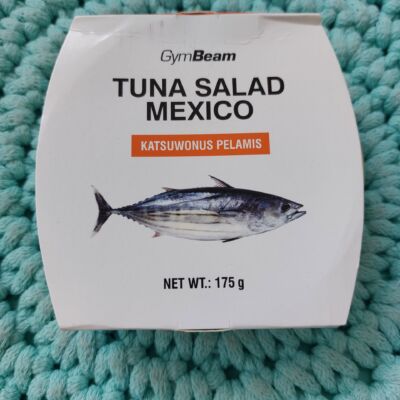 GymBeam
TUNA SALAD
MEXICO
KATSUWONUS PELAMIS
NET WT.: 175 g